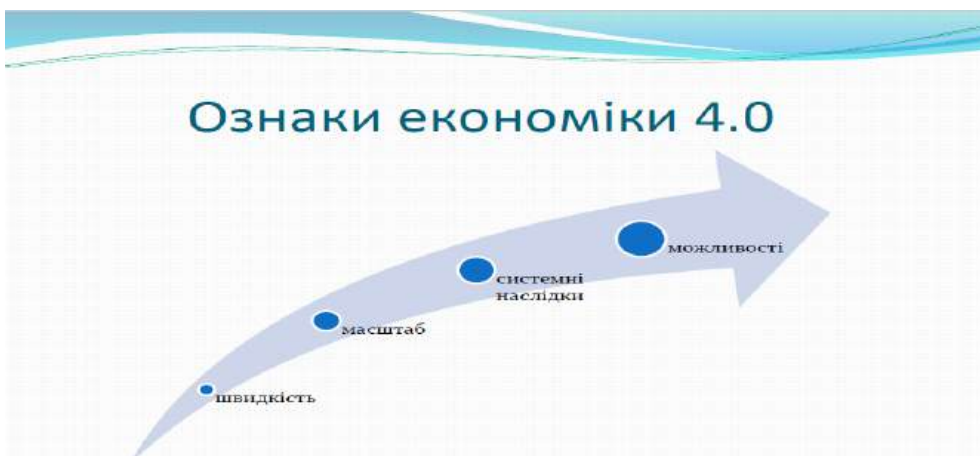 Ознаки економіки 4.0
можливості
системні
наслідки
масштаб
швидкість